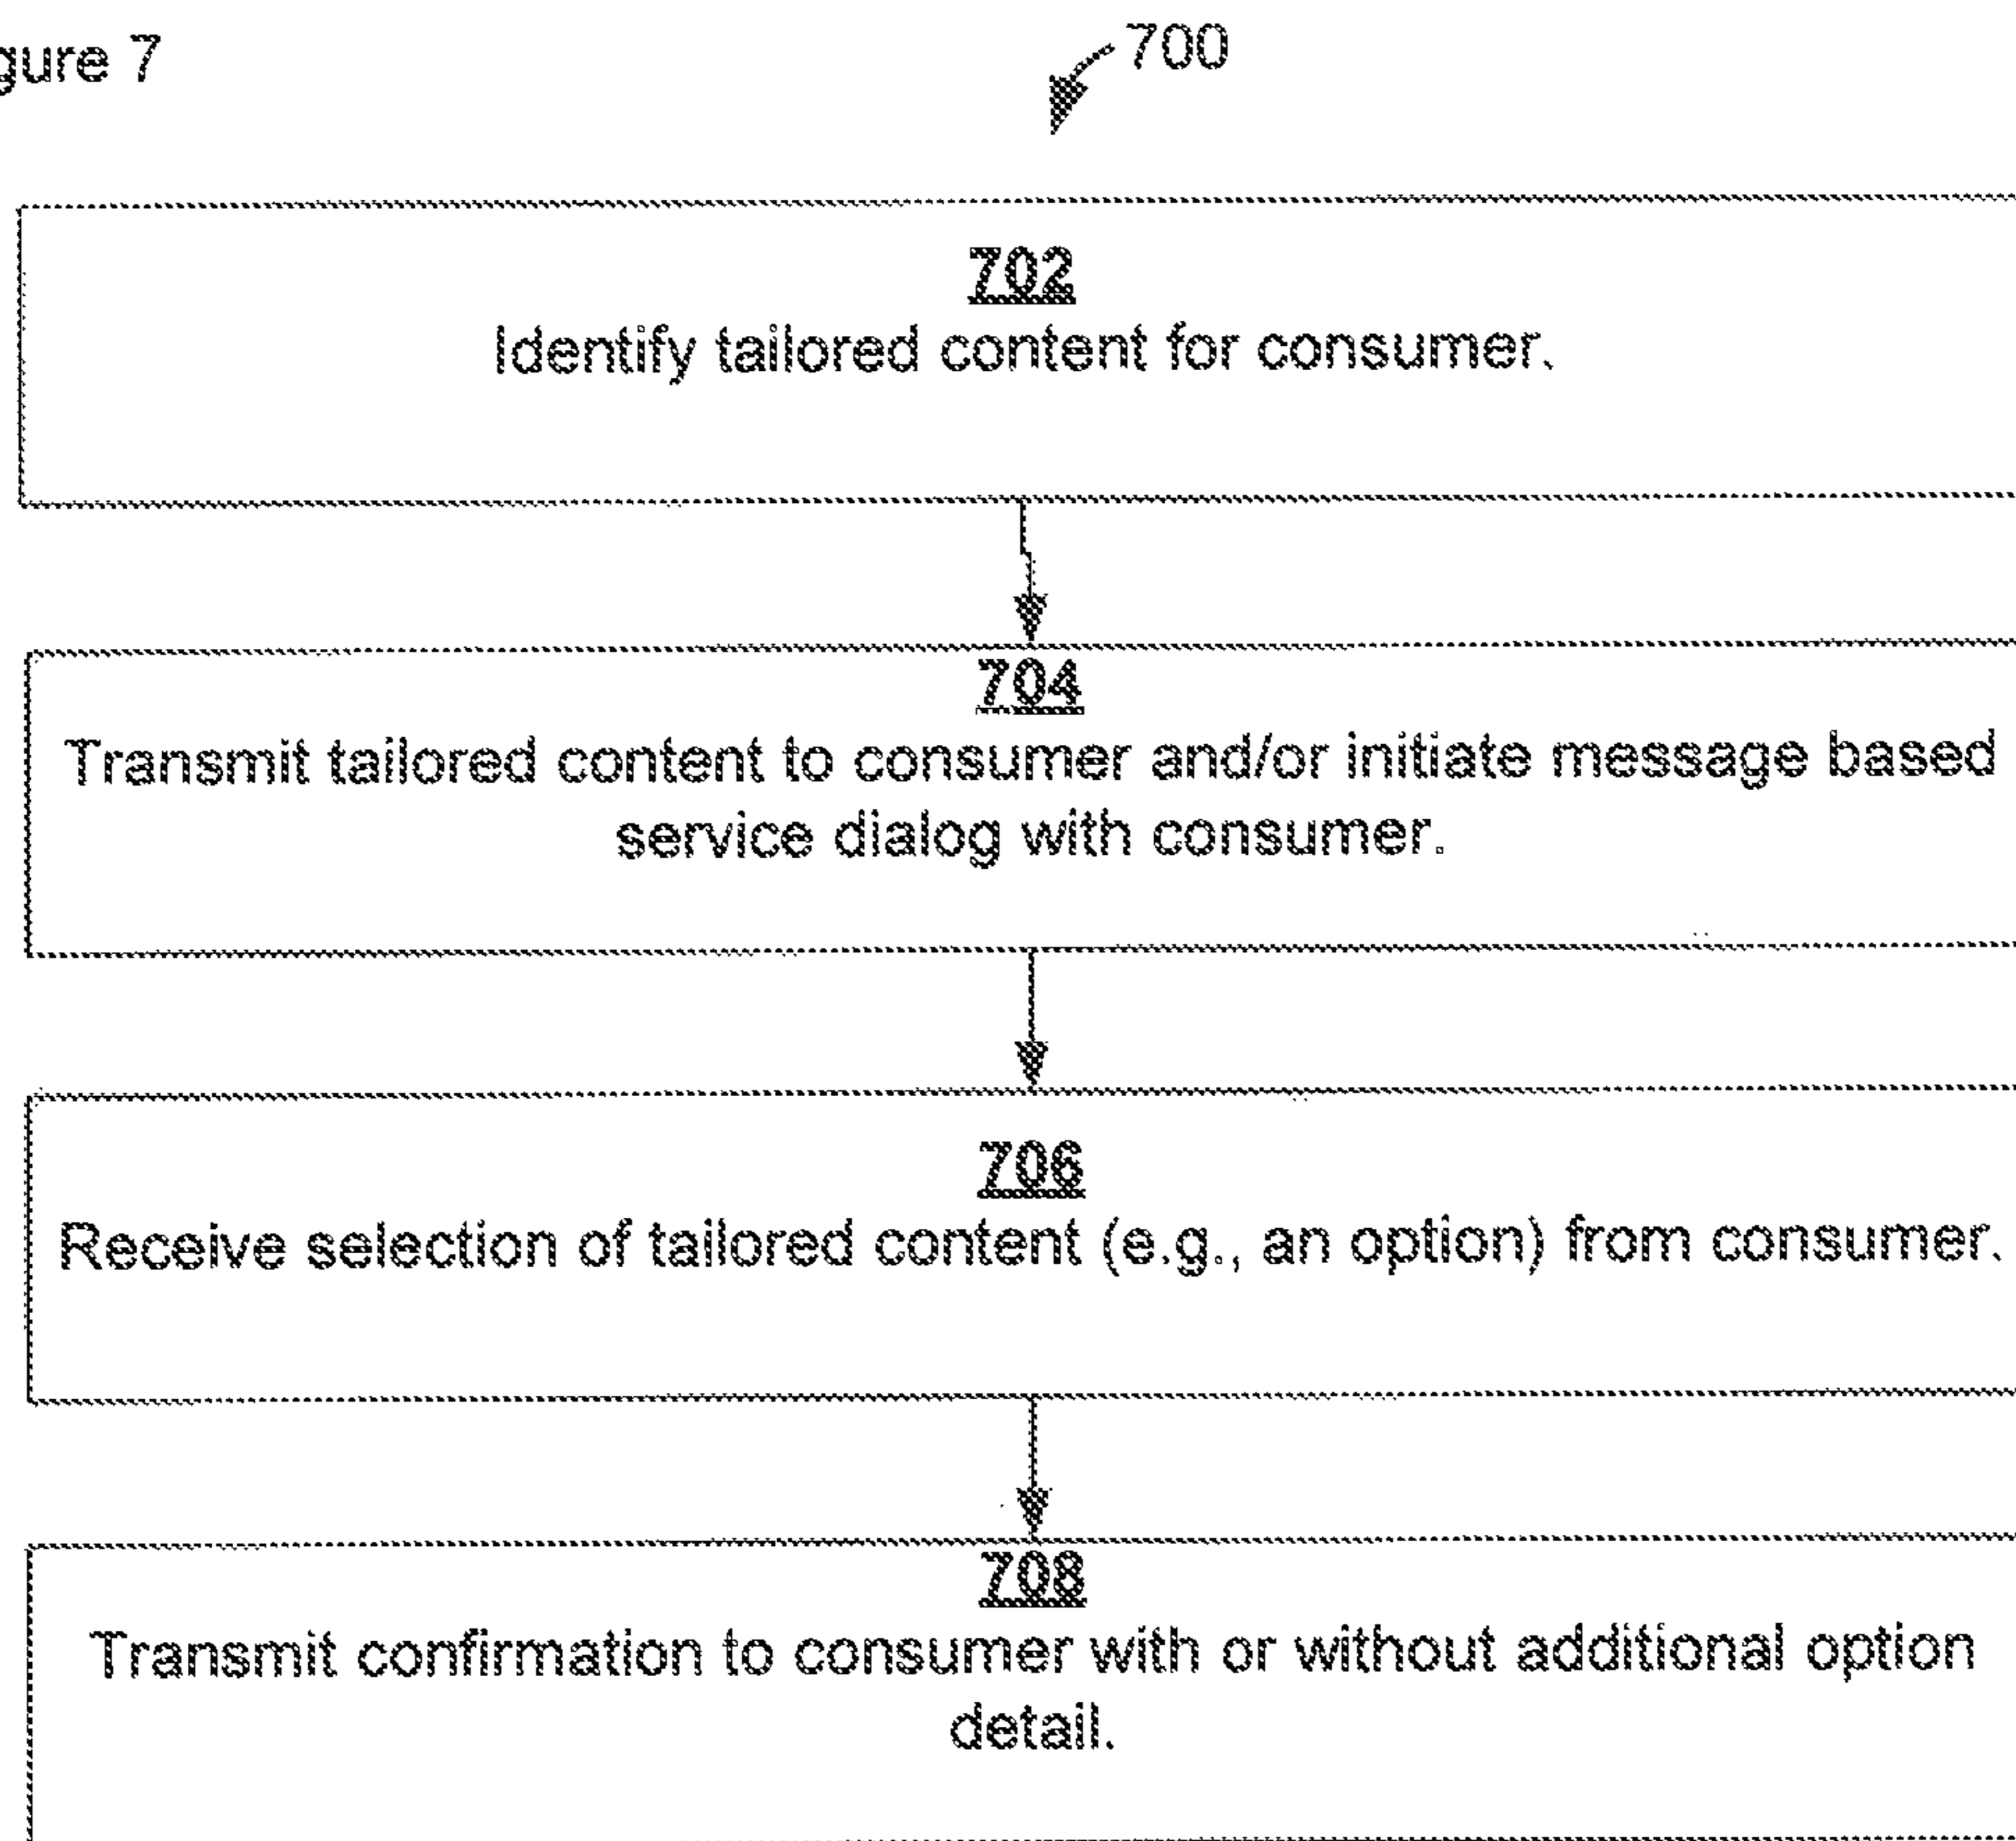 gure 7
700
702
Identify tailored content for consumer.
704
Transmit tailored content to consumer and/or initiate message based
service dialog with consumer.
706
Receive selection of tailored content (e.g., an option) from consumer.
708
Transmit confirmation to consumer with or without additional option
detail.